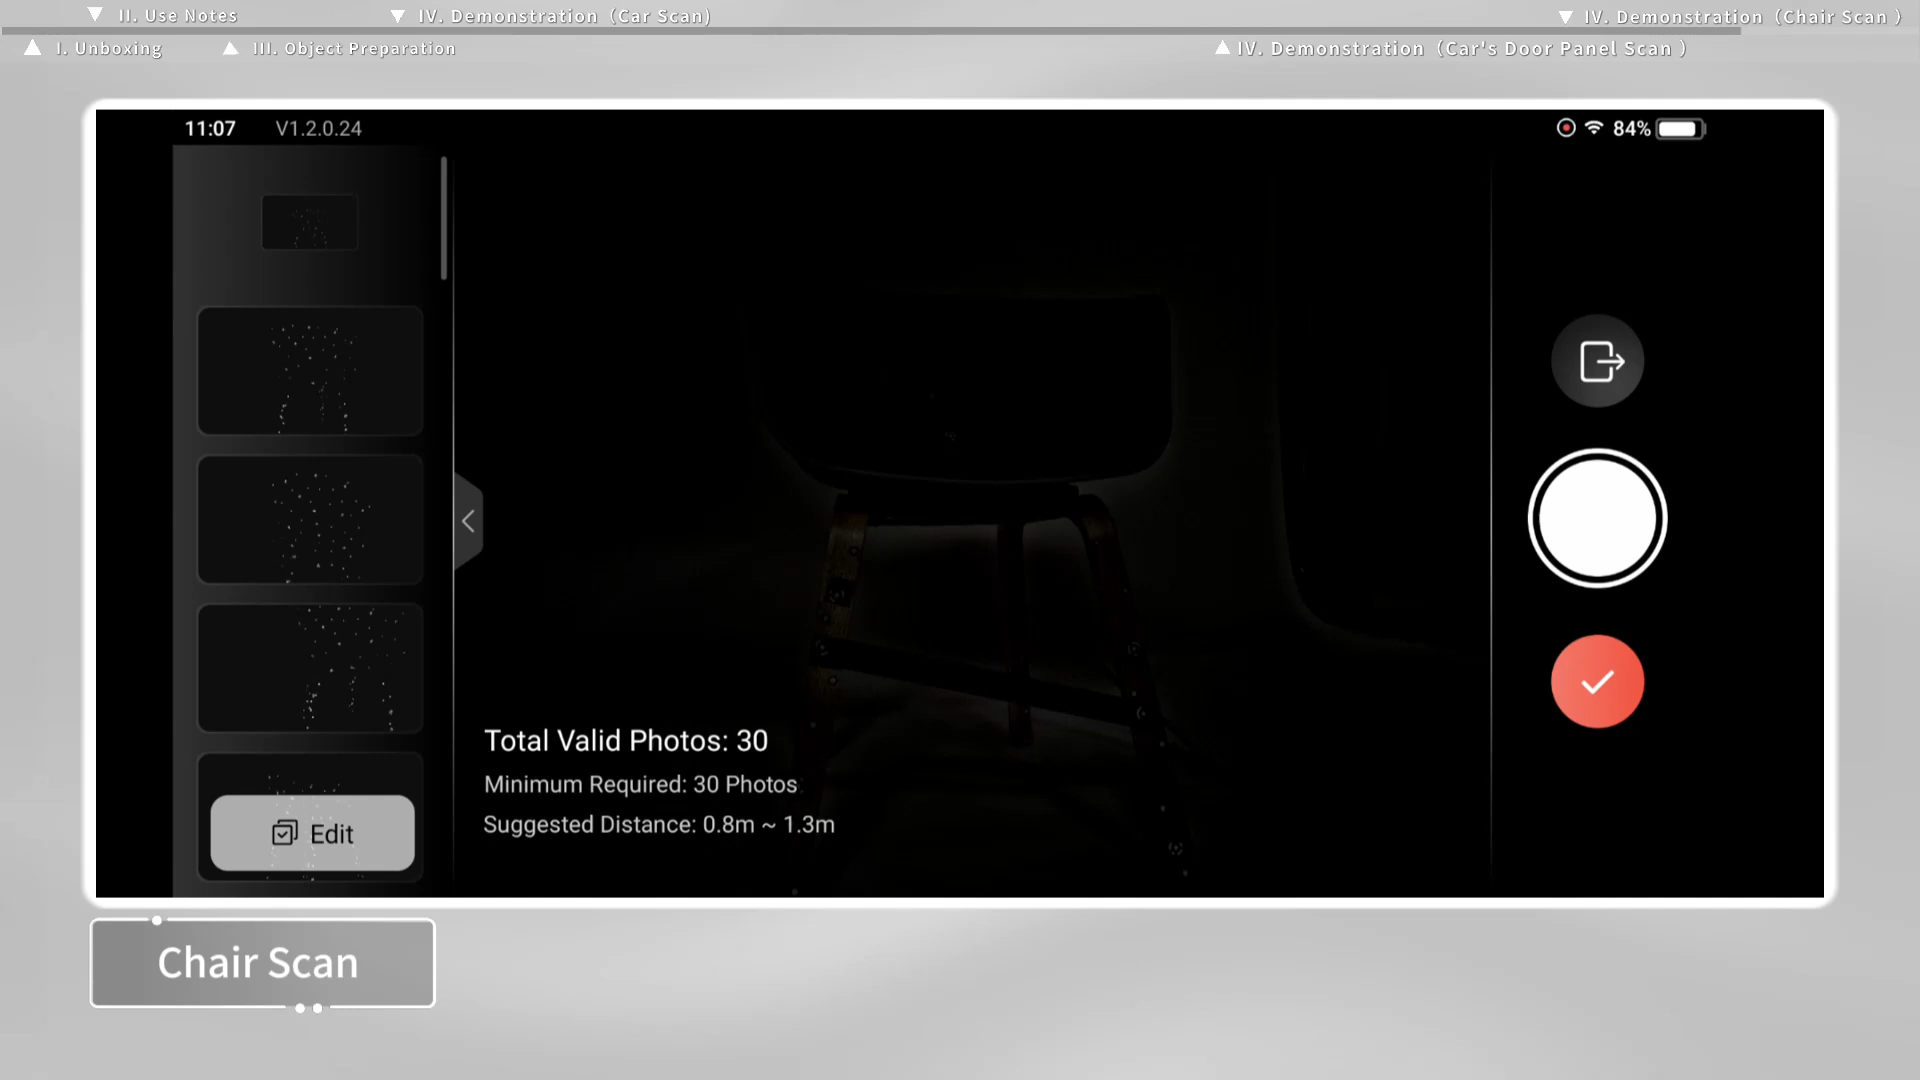 II. Use Notes
IV. Demonstration（Car Scan)
IV. Demonstration（Chair Scan ）
I. Unboxing
III. Object Preparation
IV. Demonstration（Car's Door Panel Scan ）
11:07
V1.2.0.24
84%
Total Valid Photos: 30
Minimum Required: 30 Photos
Suggested Distance: 0.8m ~ 1.3m
Edit
Chair Scan